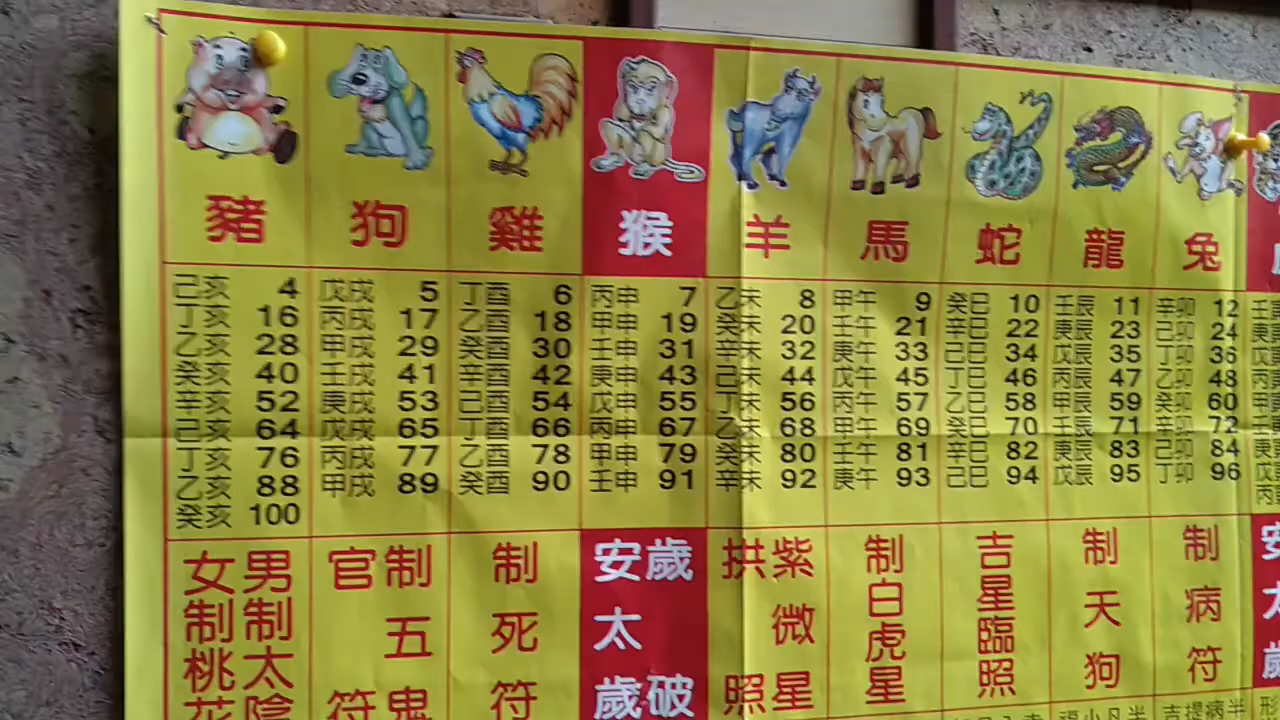 豬 狗 雞 猴 羊 馬 蛇 龍 兔
己亥 4 戊戌 5 丁酉 6 丙申 7 乙未 8 甲午 9 癸巳 10 壬辰 11 辛卯 12
丁亥 16 丙戌 17 乙酉 18 甲申 19 癸未 20 壬午 21 辛巳 22 庚辰 23 己卯 24
乙亥 28 甲戌 29 癸酉 30 壬申 31 辛未 32 庚午 33 己巳 34 戊辰 35 丁卯 36
癸亥 40 壬戌 41 辛酉 42 庚申 43 己未 44 戊午 45 丁巳 46 丙辰 47 乙卯 48
辛亥 52 庚戌 53 己酉 54 戊申 55 丁未 56 丙午 57 乙巳 58 甲辰 59 癸卯 60
己亥 64 戊戌 65 丁酉 66 丙申 67 乙未 68 甲午 69 癸巳 70 壬辰 71 辛卯 72
丁亥 76 丙戌 77 乙酉 78 甲申 79 癸未 80 壬午 81 辛巳 82 庚辰 83 己卯 84
乙亥 88 甲戌 89 癸酉 90 壬申 91 辛未 92 庚午 93 己巳 94 戊辰 95 丁卯 96
癸亥 100
男制太陰
女制桃花
制五鬼
官符
制死符
歲破
安太歲
紫微星
拱照
制白虎星
吉星臨照
制天狗
制病符